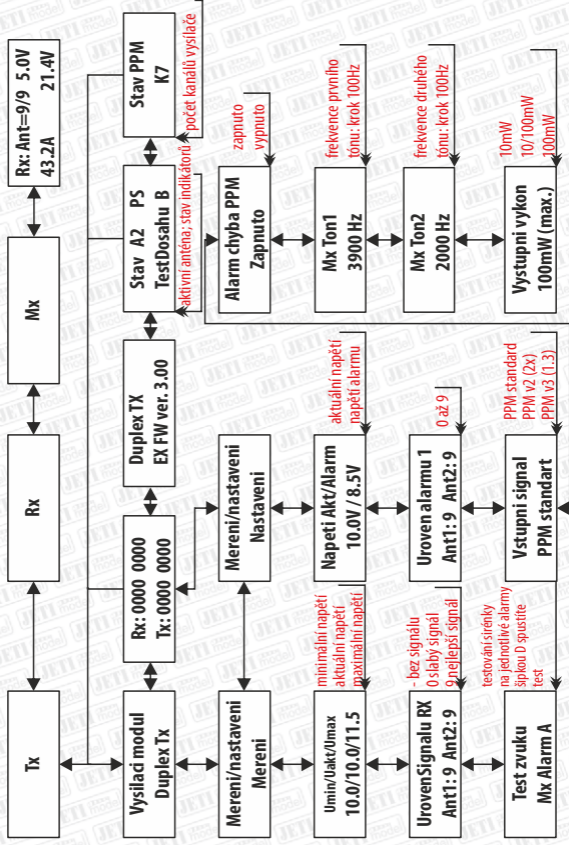 Tx
Rx
Mx
Rx: Ant=9/9 5.0V
43.2A 21.4V
Vysilaci modul
Duplex Tx
Rx: 0000 0000
Tx: 0000 0000
Duplex TX
EX FW ver. 3.00
Stav A2 PS
TestDosahu B
aktivní anténa; stav indikátorů
Stav PPM
K7
počet kanálů vysílače
Mereni/nastaveni
Mereni
Mereni/nastaveni
Nastaveni
Alarm chyba PPM
Zapnuto
zapnuto
vypnuto
Umin/Uakt/Umax
10.0/10.0/11.5
minimální napětí
aktuální napětí
maximální napětí
Napeti Akt/Alarm
10.0V / 8.5V
aktuální napětí
napětí alarmu
Mx Ton1
3900 Hz
frekvence prvního
tónu: krok 100Hz
UrovenSignalu RX
Ant1: 9 Ant2: 9
- bez signálu
0 slabý signál
9 nejlepší signál
Uroven alarmu 1
Ant1: 9 Ant2: 9
0 až 9
Mx Ton2
2000 Hz
frekvence druhého
tónu: krok 100Hz
Test zvuku
Mx Alarm A
testování sirénky
na jednotlivé alarmy
šipkou D spustíte
test
Vstupni signal
PPM standart
PPM standard
PPM v2 (2x)
PPM v3 (1.3)
Vystupni vykon
100mW (max.)
10mW
10/100mW
100mW